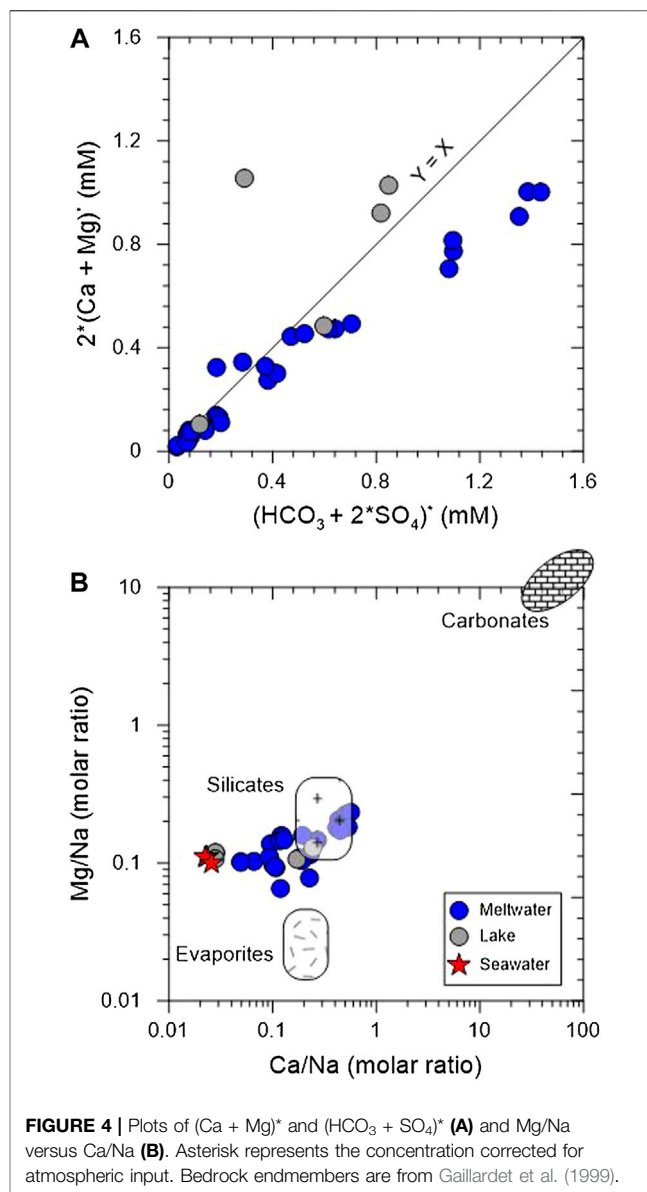 A
1.6
1.2
0.8
0.4
0
2*(Ca + Mg)* (mM)
Y = X
0 0.4 0.8 1.2 1.6
(HCO₃ + 2*SO₄)* (mM)
B
10
1
0.1
0.01
Mg/Na (molar ratio)
Carbonates
Silicates
Evaporites
Meltwater
Lake
Seawater
0.01 0.1 1 10 100
Ca/Na (molar ratio)
FIGURE 4 | Plots of (Ca + Mg)* and (HCO₃ + SO₄)* (A) and Mg/Na
versus Ca/Na (B). Asterisk represents the concentration corrected for
atmospheric input. Bedrock endmembers are from Gaillardet et al. (1999).